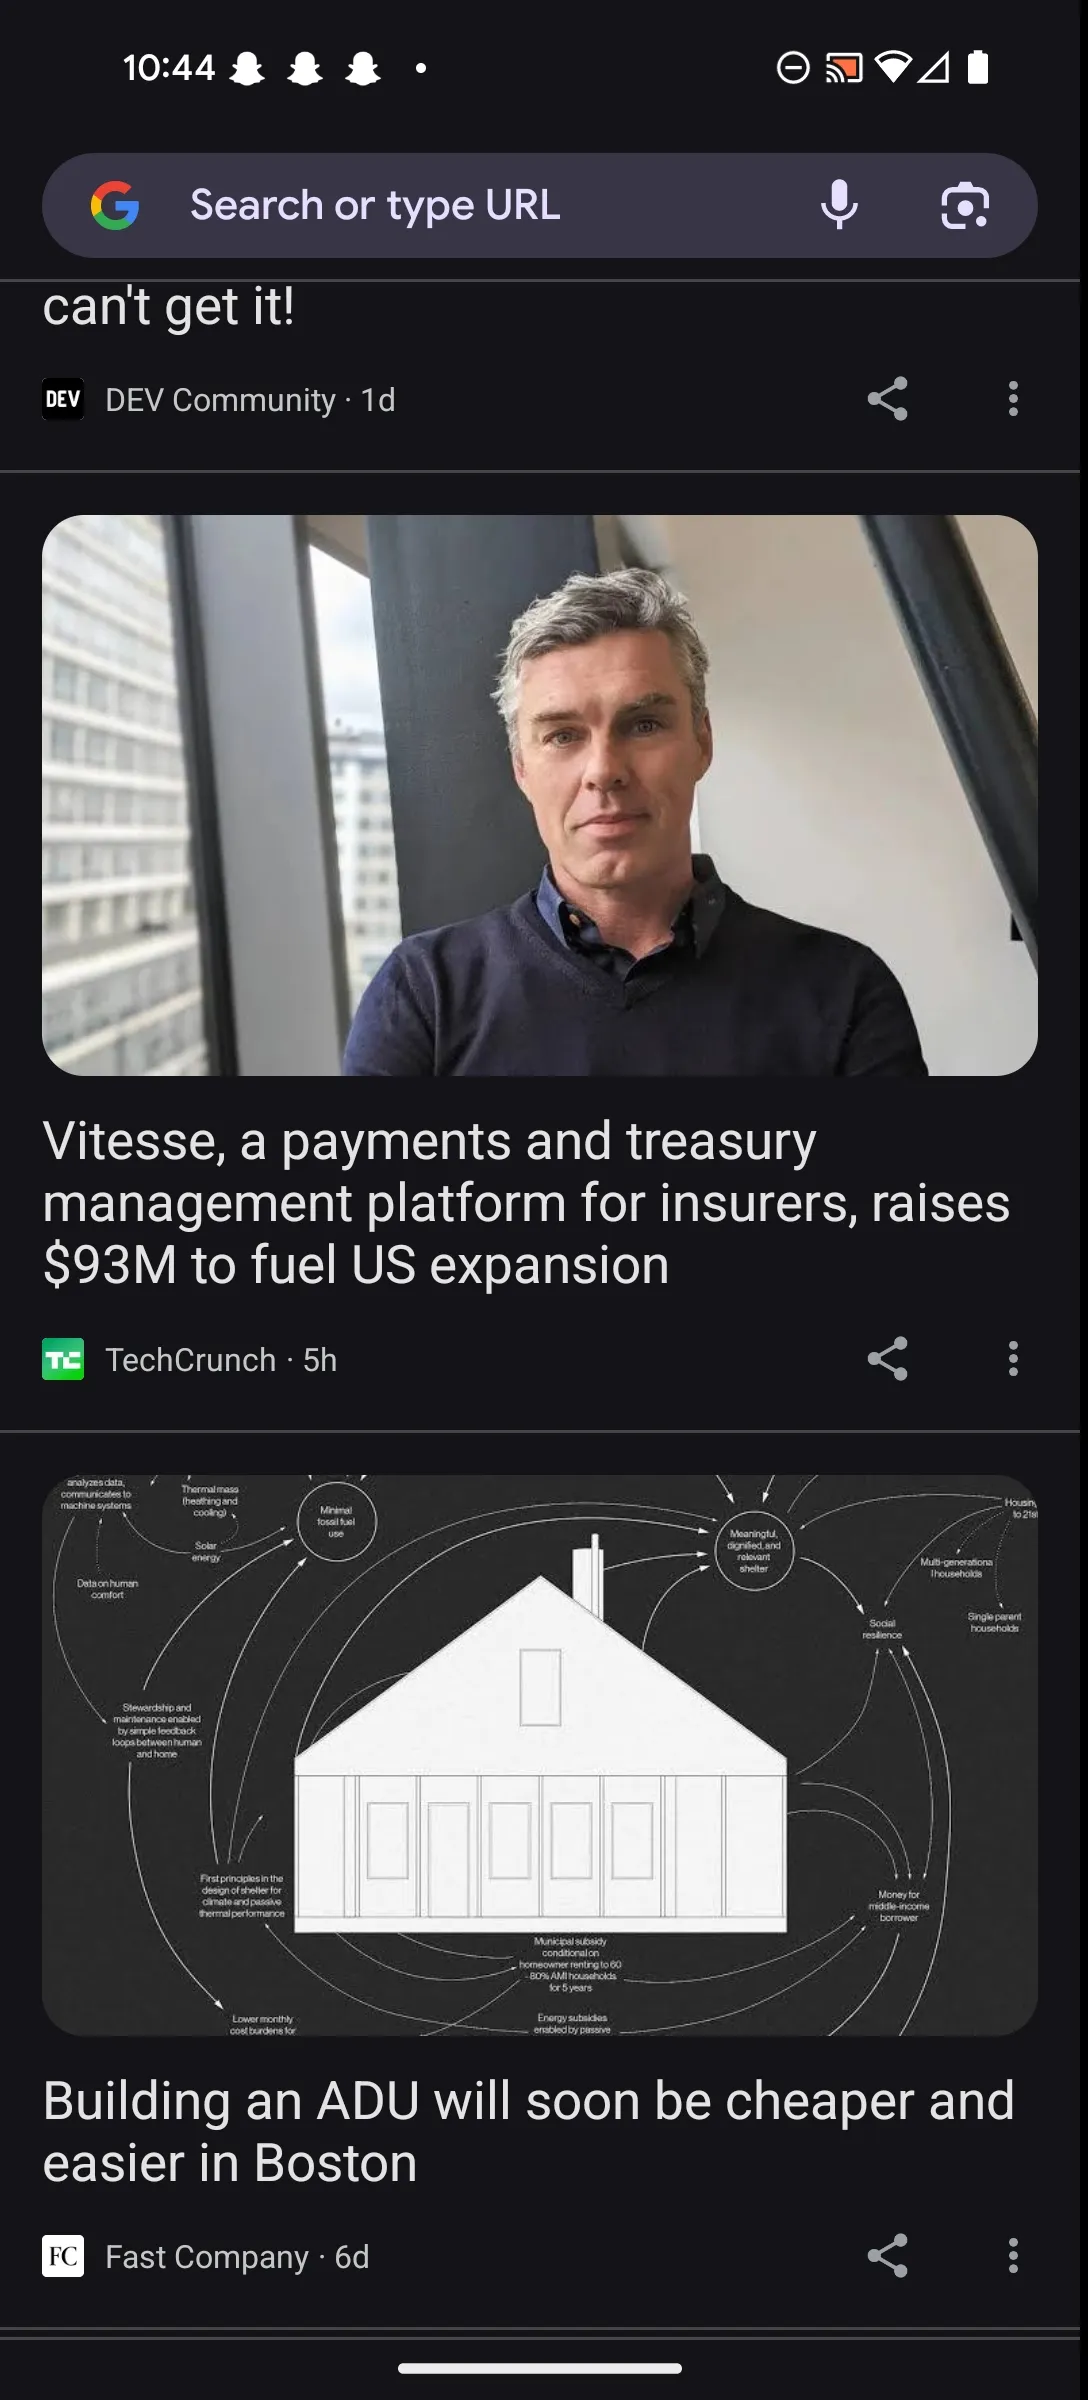 10:44
Search or type URL
can't get it!
DEV
DEV Community · 1d
Vitesse, a payments and treasury
management platform for insurers, raises
$93M to fuel US expansion
TC
TechCrunch · 5h
analyzes data,
communicates to
machine systems
Thermal mass
(heathing and
cooling)
Minimal
fossil fuel
use
Solar
energy
Data on human
comfort
Meaningful,
dignified, and
relevant
shelter
Housing
to 21st
Multi-generationa
l households
Single parent
households
Social
resilience
Stewardship and
maintenance enabled
by simple feedback
loops between human
and home
First principles in the
design of shelter for
climate and passive
thermal performance
Money for
middle-income
borrower
Municipal subsidy
conditional on
homeowner renting to 60
-80% AMI households
for 5 years
Lower monthly
cost burdens for
Energy subsidies
enabled by passive
Building an ADU will soon be cheaper and
easier in Boston
FC
Fast Company · 6d